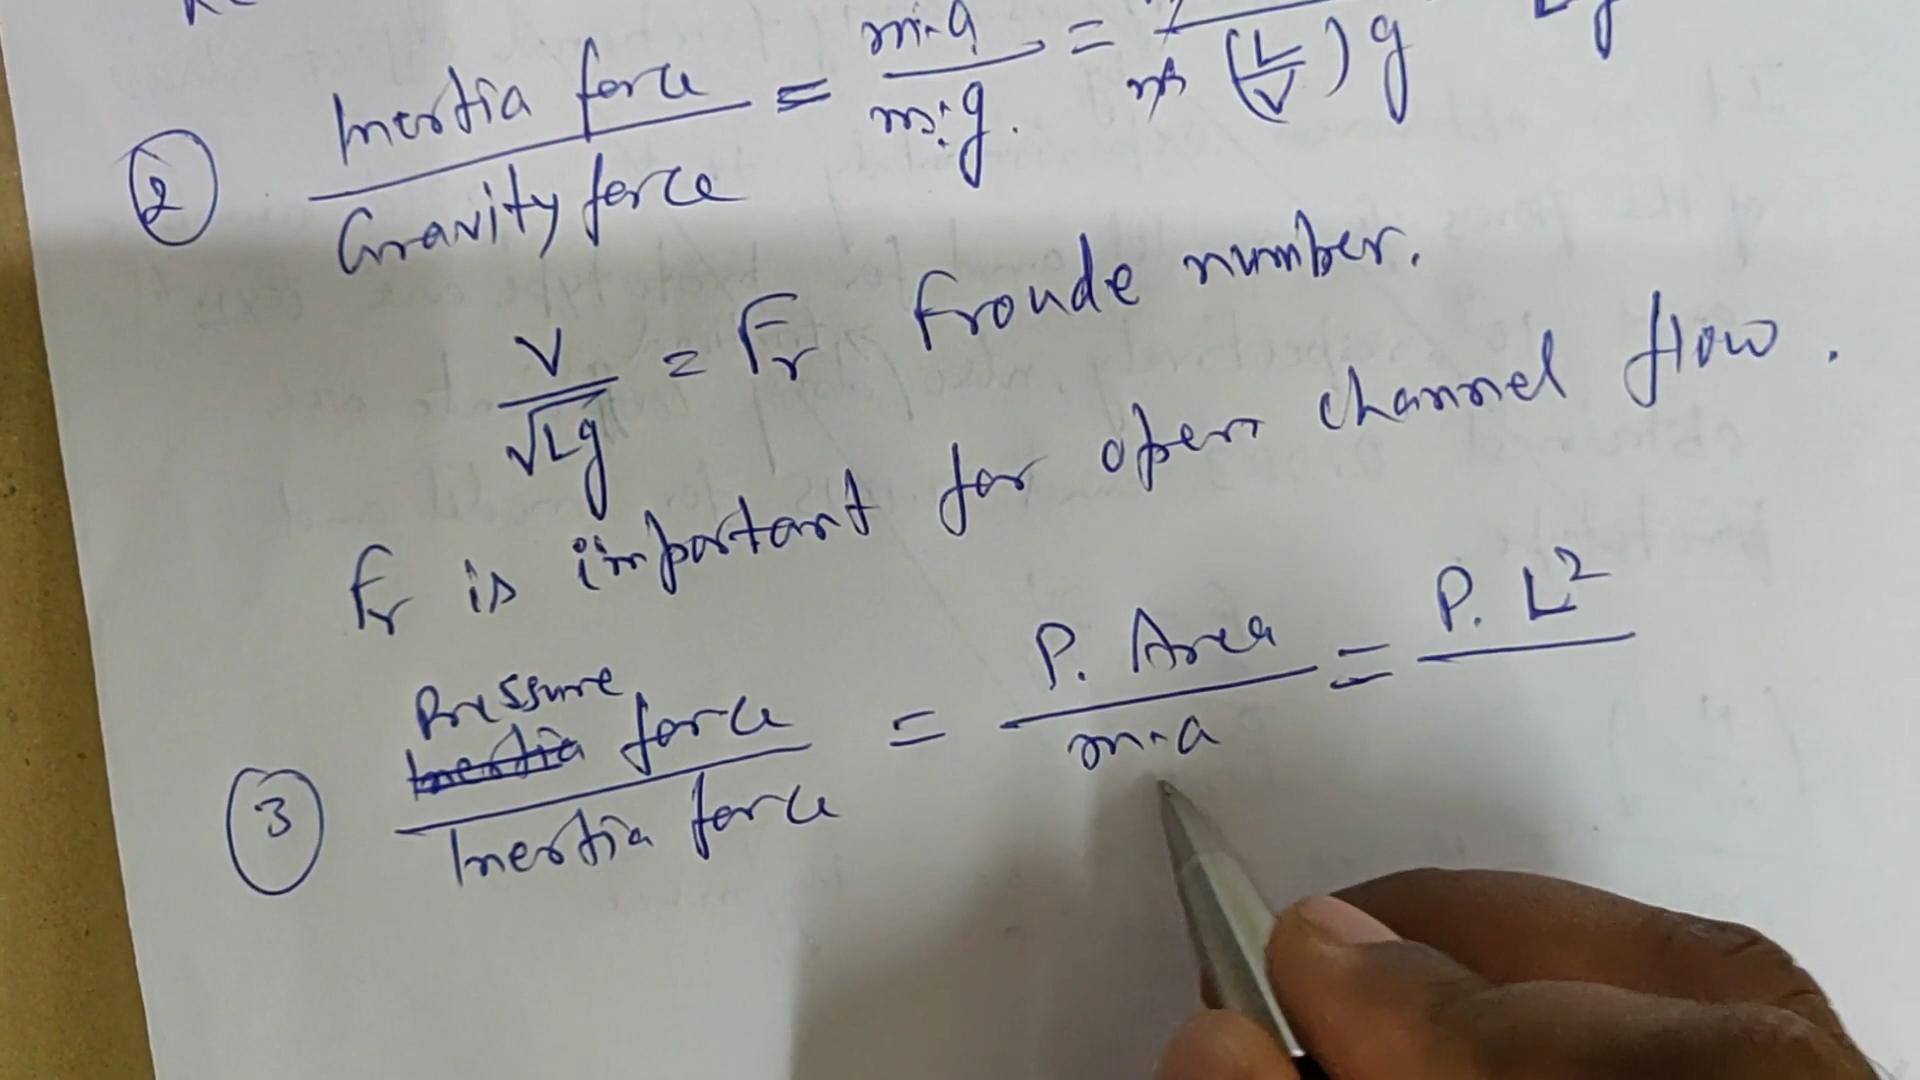 ② Inertia force / Gravity force = m.a / m.g. = (L/V) g
V / √Lg = Fr Froude number.
Fr is important for open channel flow.
③ Pressure force / Inertia force = P. Area / m.a = P. L²